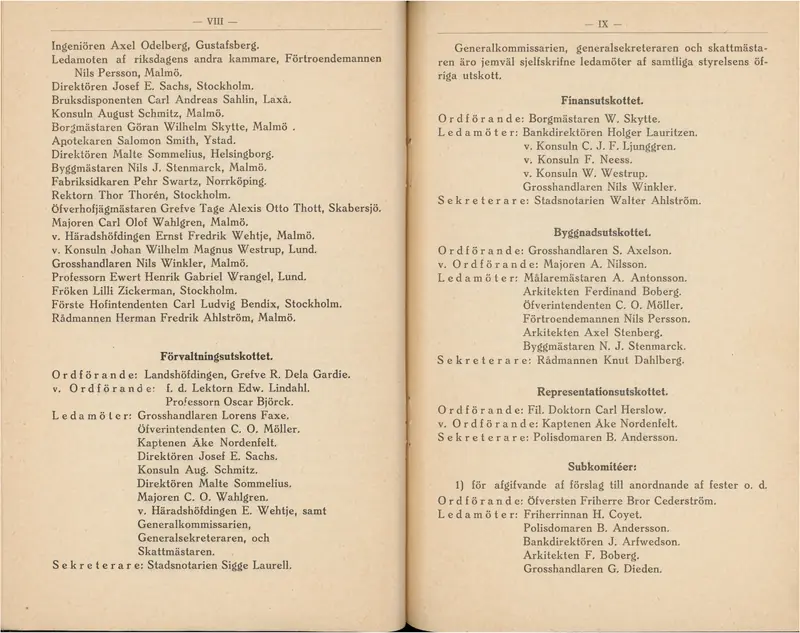 — VIII —
Ingeniören Axel Odelberg, Gustafsberg.
Ledamoten af riksdagens andra kammare, Förtroendemannen
Nils Persson, Malmö.
Direktören Josef E. Sachs, Stockholm.
Bruksdisponenten Carl Andreas Sahlin, Laxå.
Konsuln August Schmitz, Malmö.
Borgmästaren Göran Wilhelm Skytte, Malmö .
Apotekaren Salomon Smith, Ystad.
Direktören Malte Sommelius, Helsingborg.
Byggmästaren Nils J. Stenmarck, Malmö.
Fabriksidkaren Pehr Swartz, Norrköping.
Rektorn Thor Thorén, Stockholm.
Öfverhofjägmästaren Grefve Tage Alexis Otto Thott, Skabersjö.
Majoren Carl Olof Wahlgren, Malmö.
v. Häradshöfdingen Ernst Fredrik Wehtje, Malmö.
v. Konsuln Johan Wilhelm Magnus Westrup, Lund.
Grosshandlaren Nils Winkler, Malmö.
Professorn Ewert Henrik Gabriel Wrangel, Lund.
Fröken Lilli Zickerman, Stockholm.
Förste Hofintendenten Carl Ludvig Bendix, Stockholm.
Rådmannen Herman Fredrik Ahlström, Malmö.
Förvaltningsutskottet.
Ordförande: Landshöfdingen, Grefve R. Dela Gardie.
v. Ordförande: f. d. Lektorn Edw. Lindahl.
Professorn Oscar Björck.
Ledamöter: Grosshandlaren Lorens Faxe.
Öfverintendenten C. O. Möller.
Kaptenen Åke Nordenfelt.
Direktören Josef E. Sachs.
Konsuln Aug. Schmitz.
Direktören Malte Sommelius.
Majoren C. O. Wahlgren.
v. Häradshöfdingen E. Wehtje, samt
Generalkommissarien,
Generalsekreteraren, och
Skattmästaren.
Sekreterare: Stadsnotarien Sigge Laurell.
— IX —
Generalkommissarien, generalsekreteraren och skattmästa-
ren äro jemväl sjelfskrifne ledamöter af samtliga styrelsens öf-
riga utskott.
Finansutskottet.
Ordförande: Borgmästaren W. Skytte.
Ledamöter: Bankdirektören Holger Lauritzen.
v. Konsuln C. J. F. Ljunggren.
v. Konsuln F. Neess.
v. Konsuln W. Westrup.
Grosshandlaren Nils Winkler.
Sekreterare: Stadsnotarien Walter Ahlström.
Byggnadsutskottet.
Ordförande: Grosshandlaren S. Axelson.
v. Ordförande: Majoren A. Nilsson.
Ledamöter: Målaremästaren A. Antonsson.
Arkitekten Ferdinand Boberg.
Öfverintendenten C. O. Möller.
Förtroendemannen Nils Persson.
Arkitekten Axel Stenberg.
Byggmästaren N. J. Stenmarck.
Sekreterare: Rådmannen Knut Dahlberg.
Representationsutskottet.
Ordförande: Fil. Doktorn Carl Herslow.
v. Ordförande: Kaptenen Åke Nordenfelt.
Sekreterare: Polisdomaren B. Andersson.
Subkomitéer:
1) för afgifvande af förslag till anordnande af fester o. d.
Ordförande: Öfversten Friherre Bror Cederström.
Ledamöter: Friherrinnan H. Coyet.
Polisdomaren B. Andersson.
Bankdirektören J. Arfwedson.
Arkitekten F. Boberg.
Grosshandlaren G. Dieden.